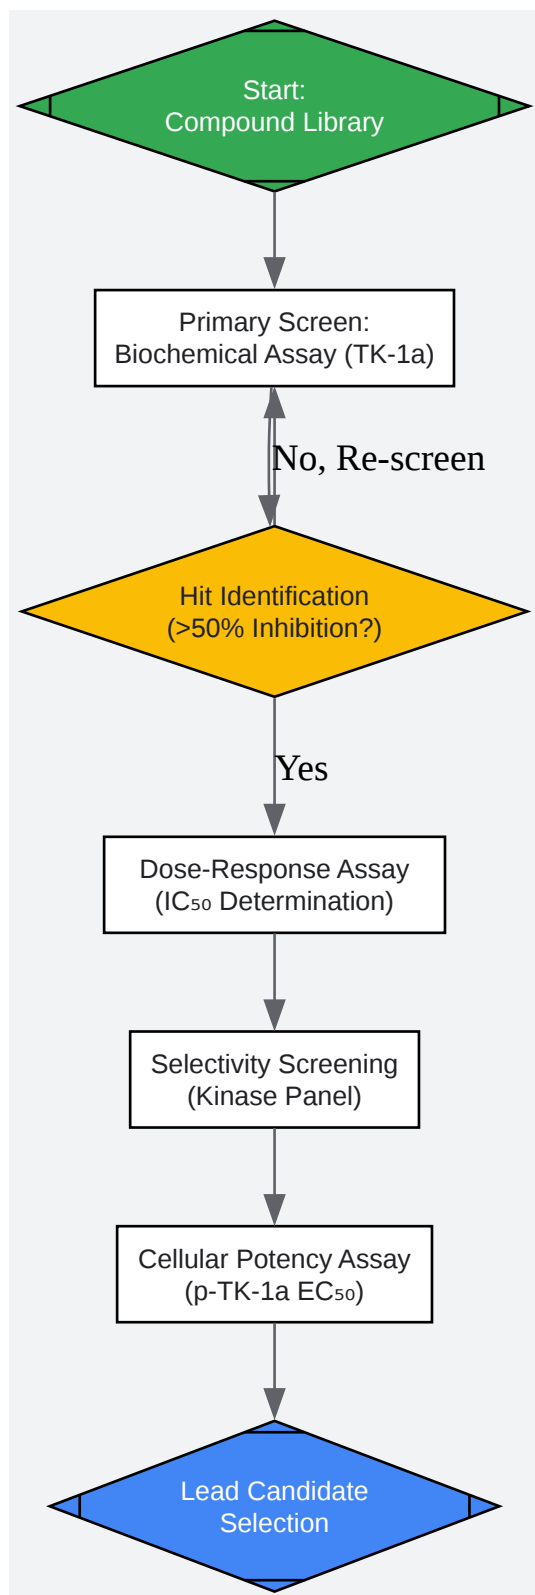 Start:
Compound Library
Primary Screen:
Biochemical Assay (TK-1a)
No, Re-screen
Hit Identification
(>50% Inhibition?)
Yes
Dose-Response Assay
(IC₅₀ Determination)
Selectivity Screening
(Kinase Panel)
Cellular Potency Assay
(p-TK-1a EC₅₀)
Lead Candidate
Selection